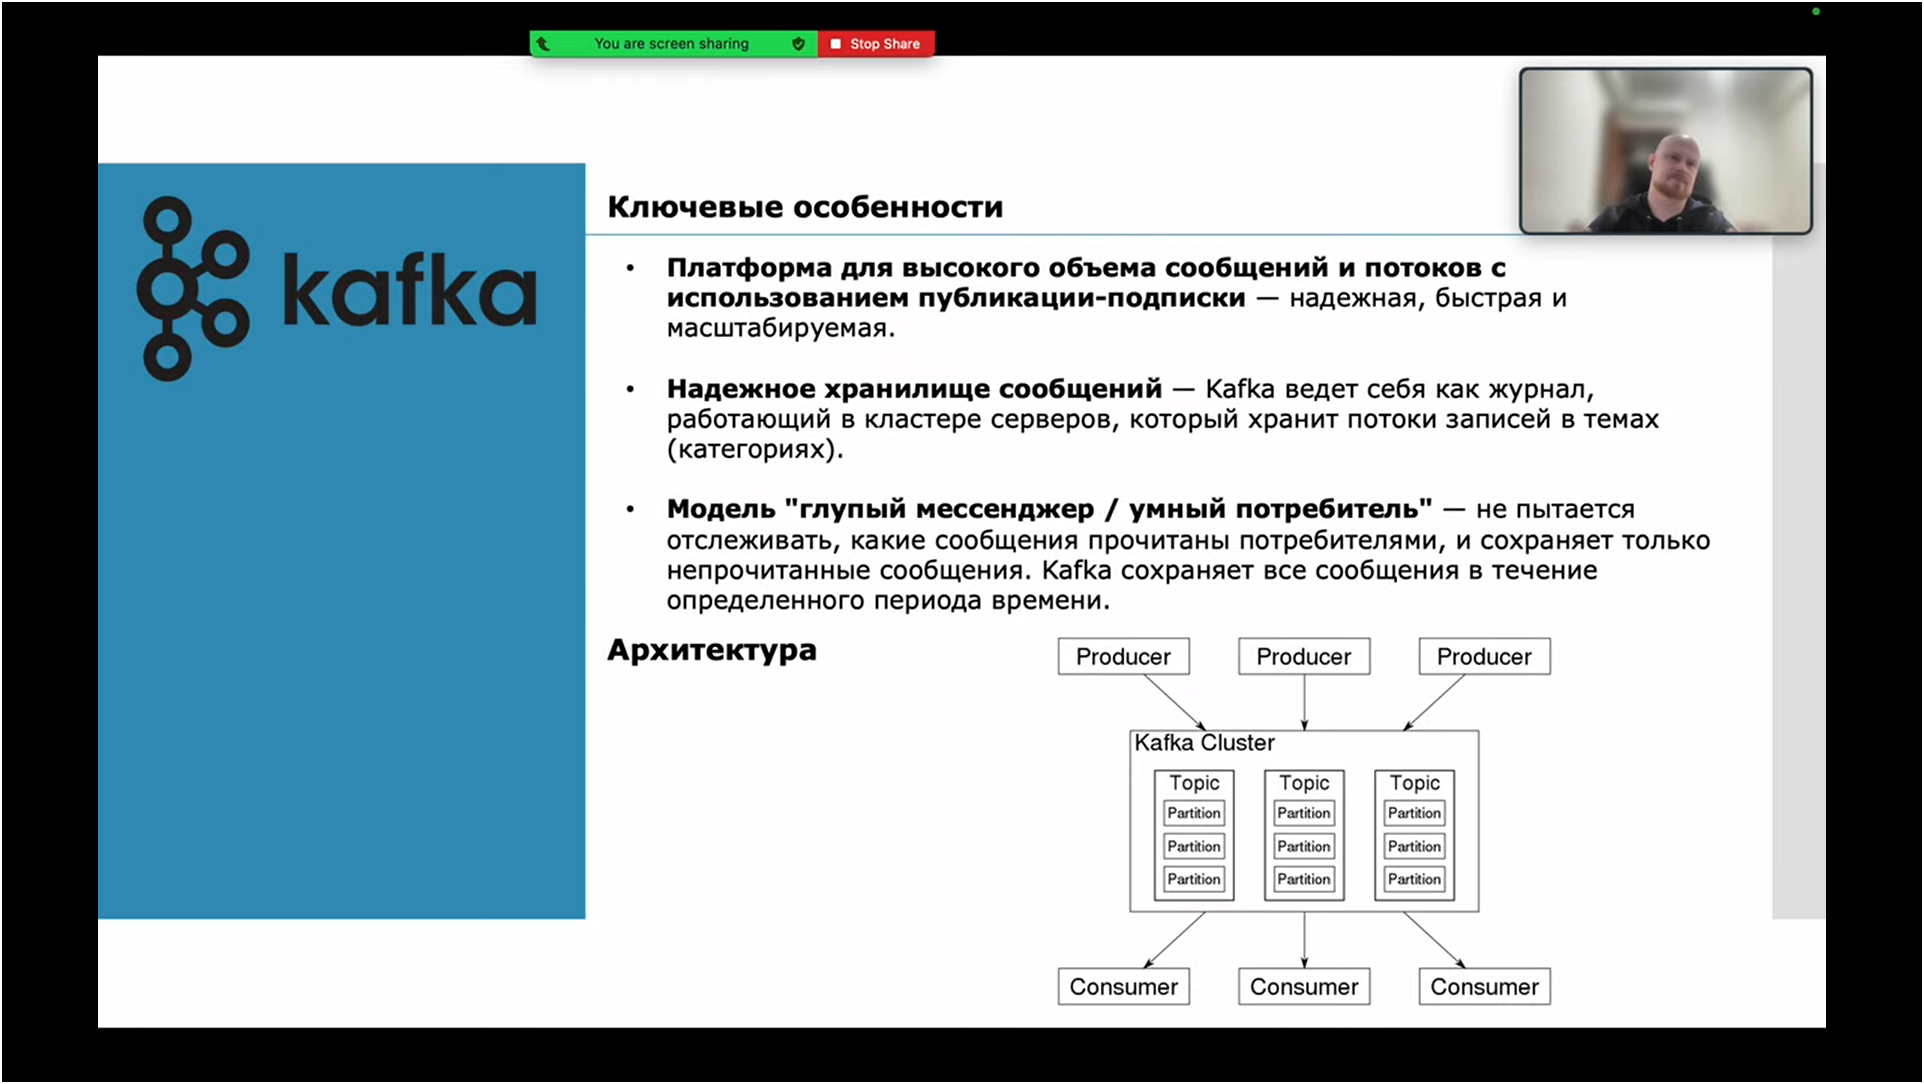 You are screen sharing
Stop Share
kafka
Ключевые особенности
• Платформа для высокого объема сообщений и потоков с
использованием публикации-подписки — надежная, быстрая и
масштабируемая.
• Надежное хранилище сообщений — Kafka ведет себя как журнал,
работающий в кластере серверов, который хранит потоки записей в темах
(категориях).
• Модель "глупый мессенджер / умный потребитель" — не пытается
отслеживать, какие сообщения прочитаны потребителями, и сохраняет только
непрочитанные сообщения. Kafka сохраняет все сообщения в течение
определенного периода времени.
Архитектура
Producer Producer Producer
Kafka Cluster
Topic Topic Topic
Partition Partition Partition
Partition Partition Partition
Partition Partition Partition
Consumer Consumer Consumer